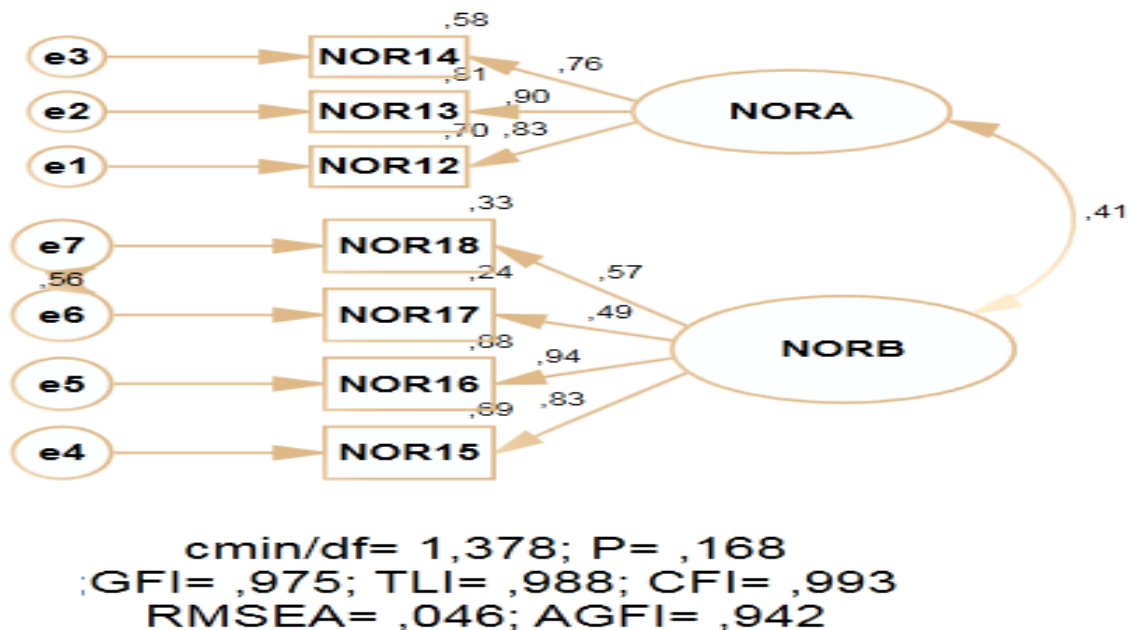 ,58
e3 NOR14 ,76
,81
e2 NOR13 ,90 NORA
,70 ,83
e1 NOR12
,33 ,41
e7 NOR18
,56 ,24 ,57
e6 NOR17 ,49
,88 NORB
e5 NOR16 ,94
,69 ,83
e4 NOR15
cmin/df= 1,378; P= ,168
;GFI= ,975; TLI= ,988; CFI= ,993
RMSEA= ,046; AGFI= ,942